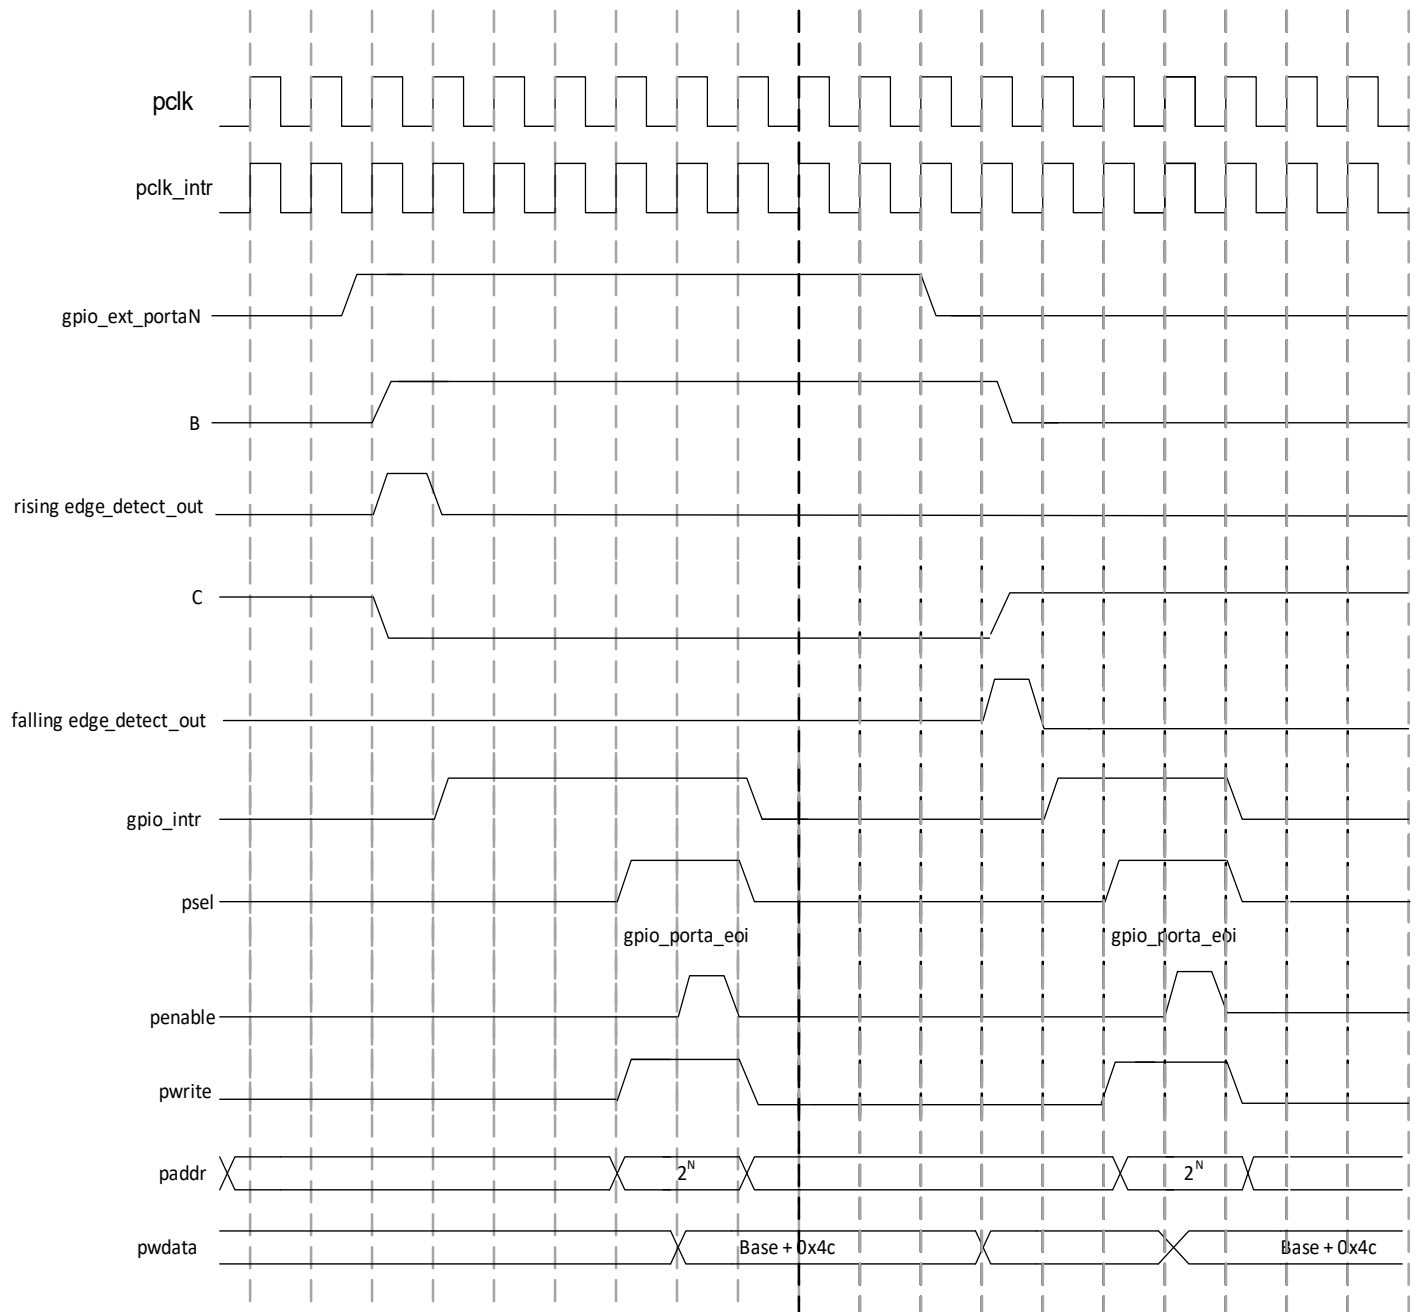 pclk
pclk_intr
gpio_ext_portaN
B
rising edge_detect_out
C
falling edge_detect_out
gpio_intr
psel
gpio_porta_eoi gpio_porta_eoi
penable
pwrite
paddr 2^N 2^N
pwdata Base + 0x4c Base + 0x4c